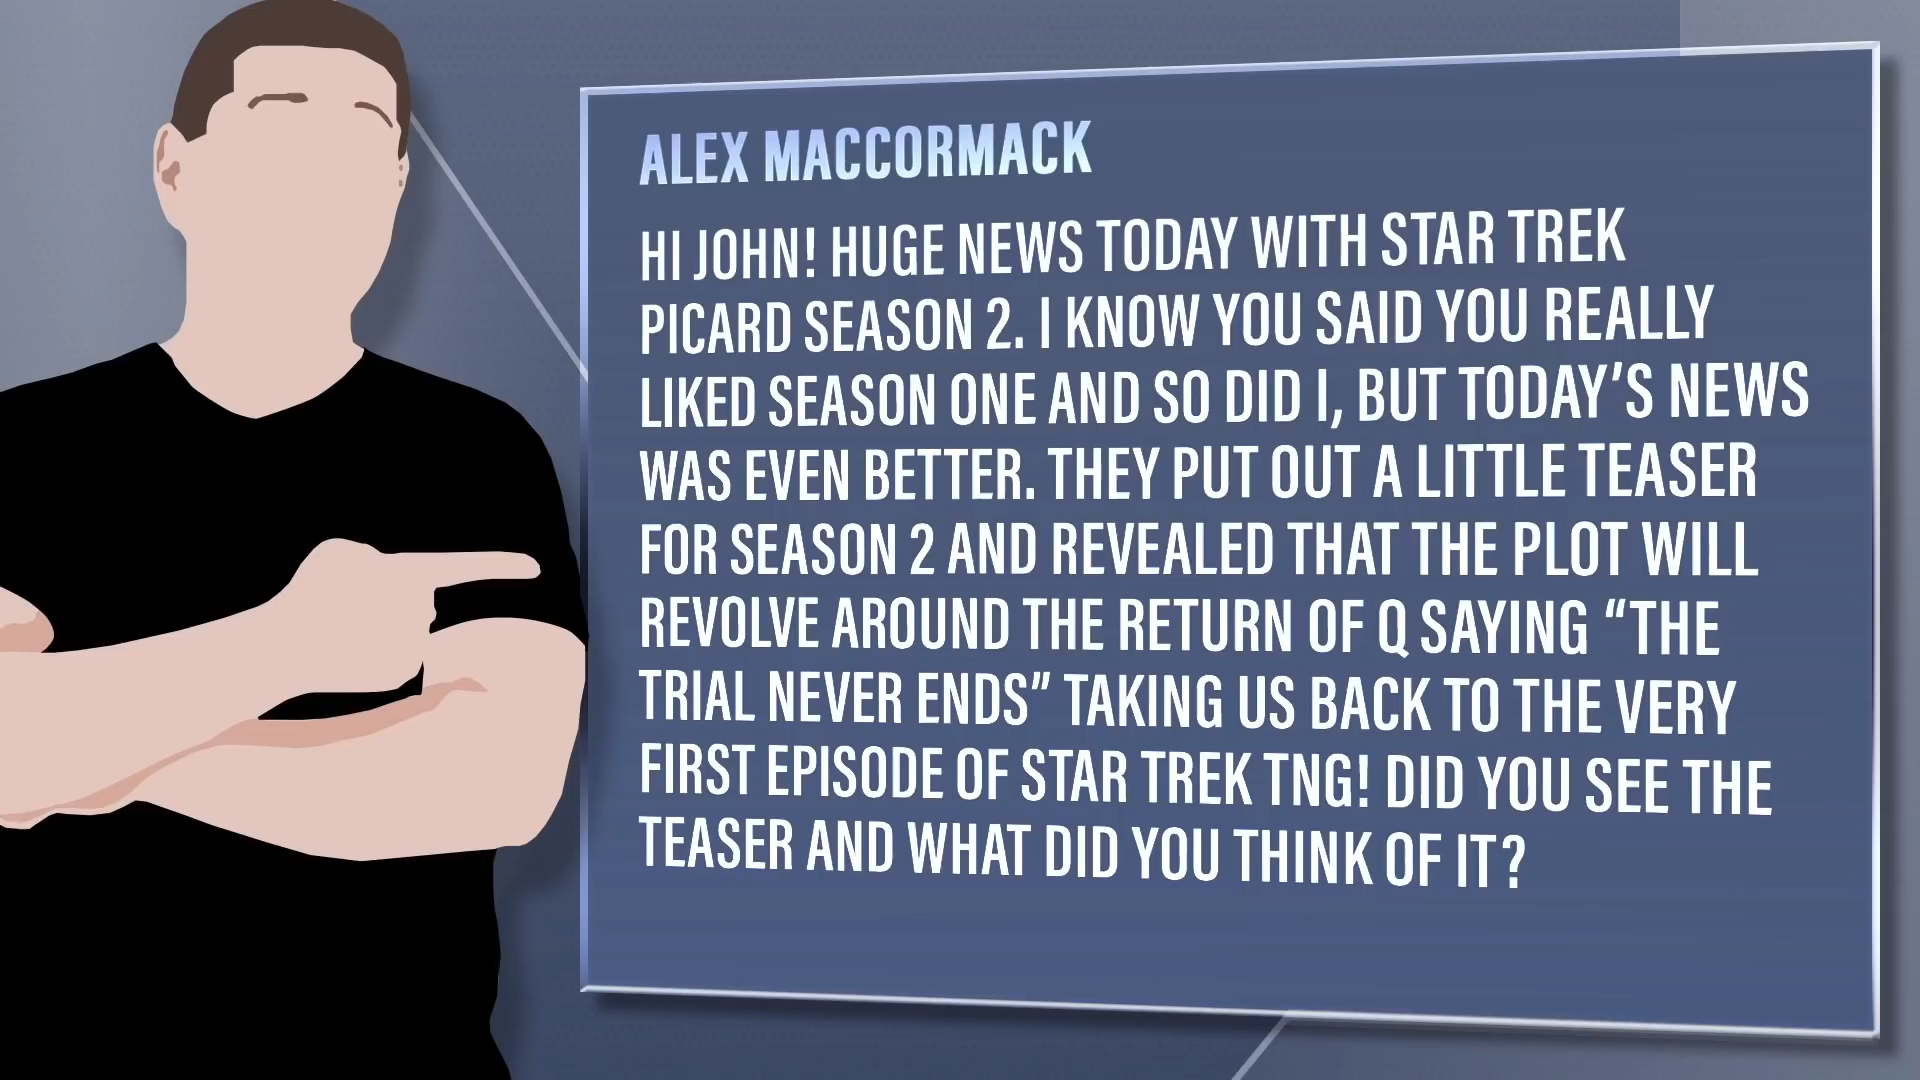 ALEX MACCORMACK
HI JOHN! HUGE NEWS TODAY WITH STAR TREK
PICARD SEASON 2. I KNOW YOU SAID YOU REALLY
LIKED SEASON ONE AND SO DID I, BUT TODAY'S NEWS
WAS EVEN BETTER. THEY PUT OUT A LITTLE TEASER
FOR SEASON 2 AND REVEALED THAT THE PLOT WILL
REVOLVE AROUND THE RETURN OF Q SAYING “THE
TRIAL NEVER ENDS” TAKING US BACK TO THE VERY
FIRST EPISODE OF STAR TREK TNG! DID YOU SEE THE
TEASER AND WHAT DID YOU THINK OF IT?